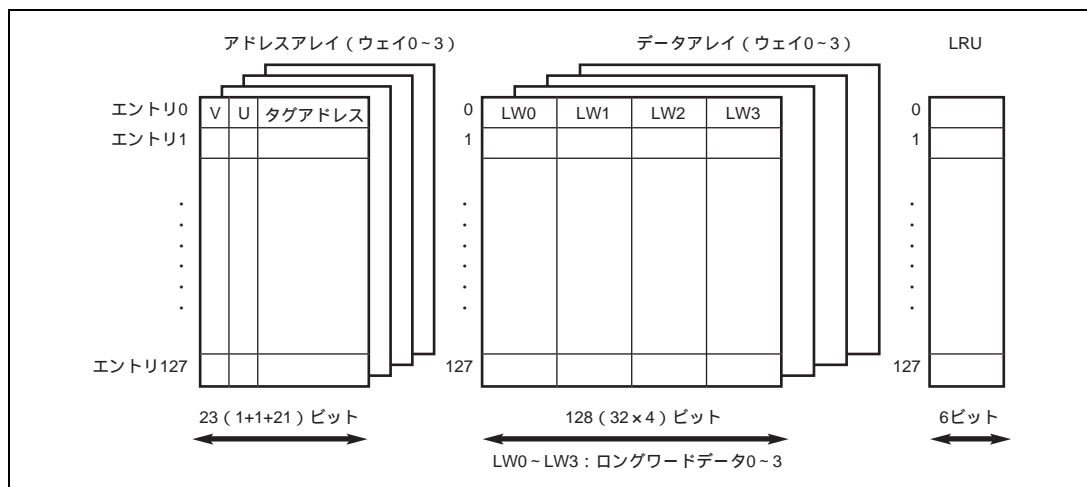 アドレスアレイ（ウェイ0～3）
データアレイ（ウェイ0～3）
LRU
エントリ0
V
U
タグアドレス
0
LW0
LW1
LW2
LW3
0
エントリ1
1
1
エントリ127
127
127
23（1+1+21）ビット
128（32×4）ビット
6ビット
LW0～LW3：ロングワードデータ0～3